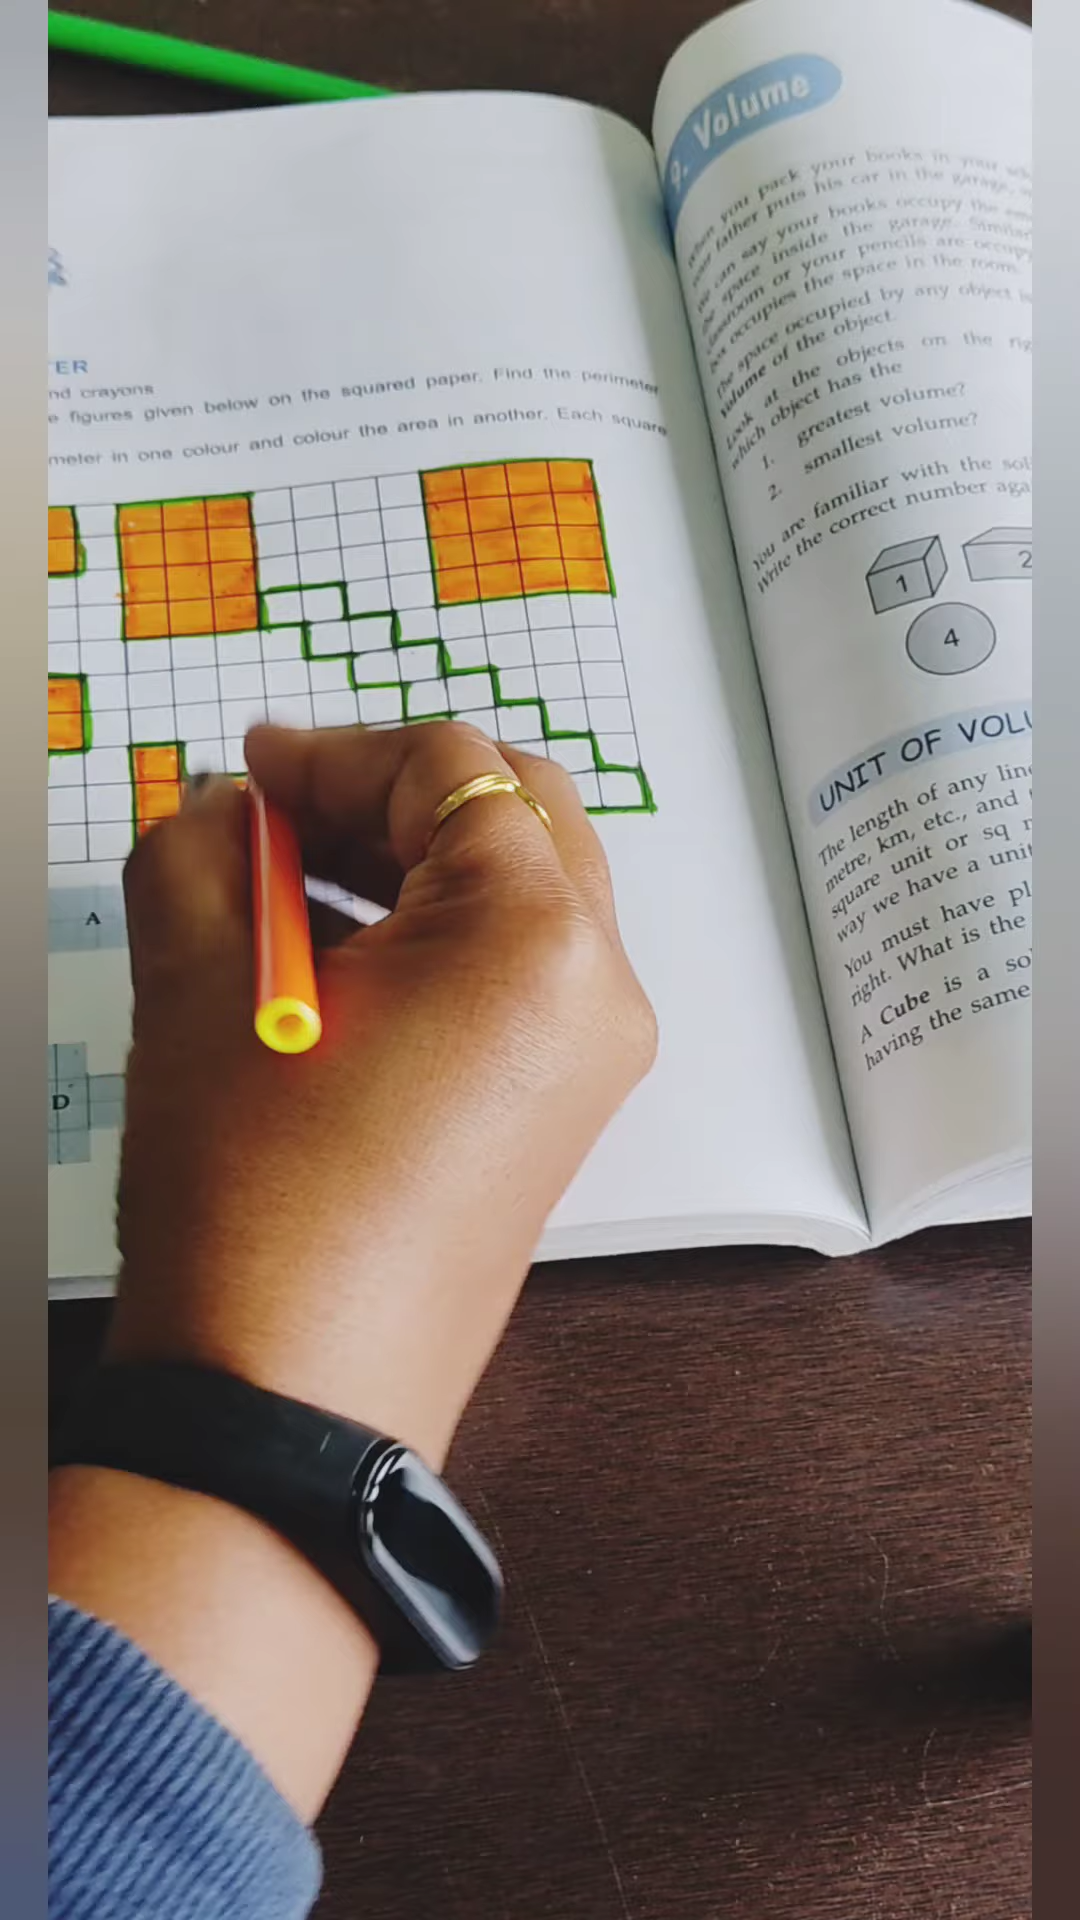 TER
nd crayons
e figures given below on the squared paper. Find the perimeter
meter in one colour and colour the area in another. Each square
A
D
9. Volume
When you pack your books in your
your father puts his car in the garage,
We can say your books occupy the
the space inside the garage. Similar
classroom or your pencils are occupy
box occupies the space in the room.
The space occupied by any object is
volume of the object.
Look at the objects on the rig
which object has the
1. greatest volume?
2. smallest volume?
You are familiar with the sol
Write the correct number aga
1
2
4
UNIT OF VOLU
The length of any line
metre, km, etc., and
square unit or sq
way we have a unit
You must have pl
right. What is the
A Cube is a so
having the same